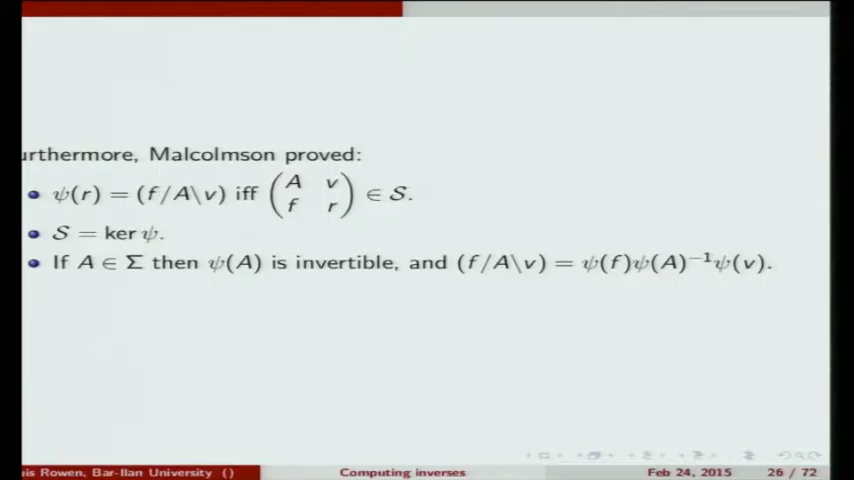 urthermore, Malcolmson proved:
ψ(r) = (f/A\v) iff (A v
f r) ∈ 𝒮.
𝒮 = ker ψ.
If A ∈ Σ then ψ(A) is invertible, and (f/A\v) = ψ(f)ψ(A)⁻¹ψ(v).
is Rowen, Bar-Ilan University () Computing inverses Feb 24, 2015 26 / 72